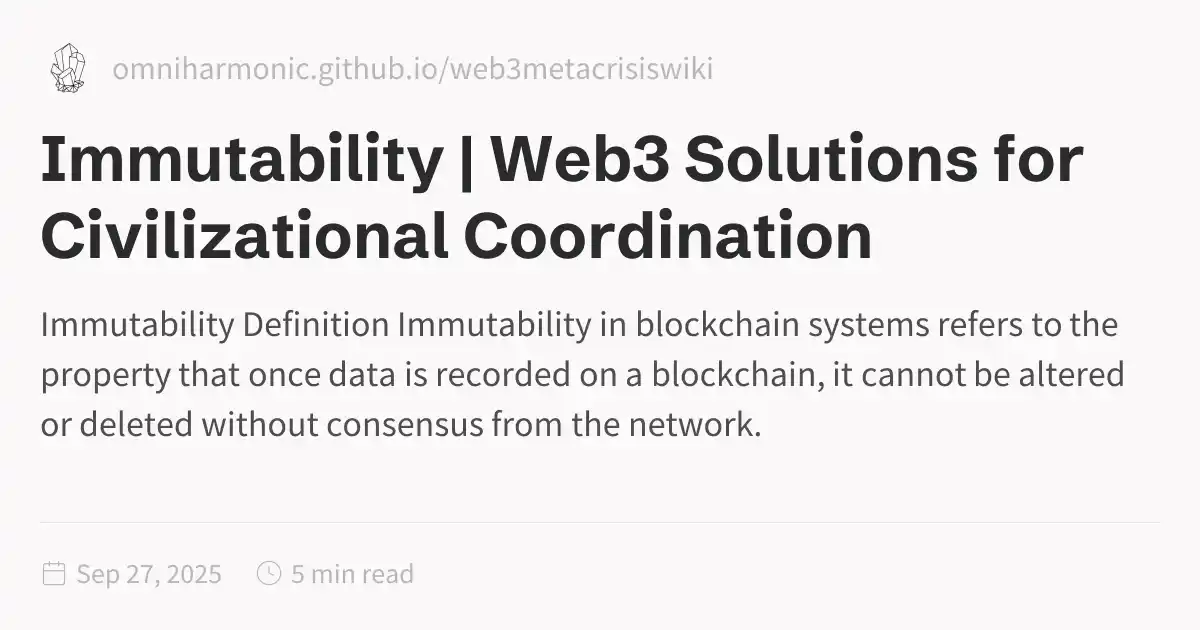 omniharmonic.github.io/web3metacrisiswiki
Immutability | Web3 Solutions for
Civilizational Coordination
Immutability Definition Immutability in blockchain systems refers to the
property that once data is recorded on a blockchain, it cannot be altered
or deleted without consensus from the network.
Sep 27, 2025 5 min read